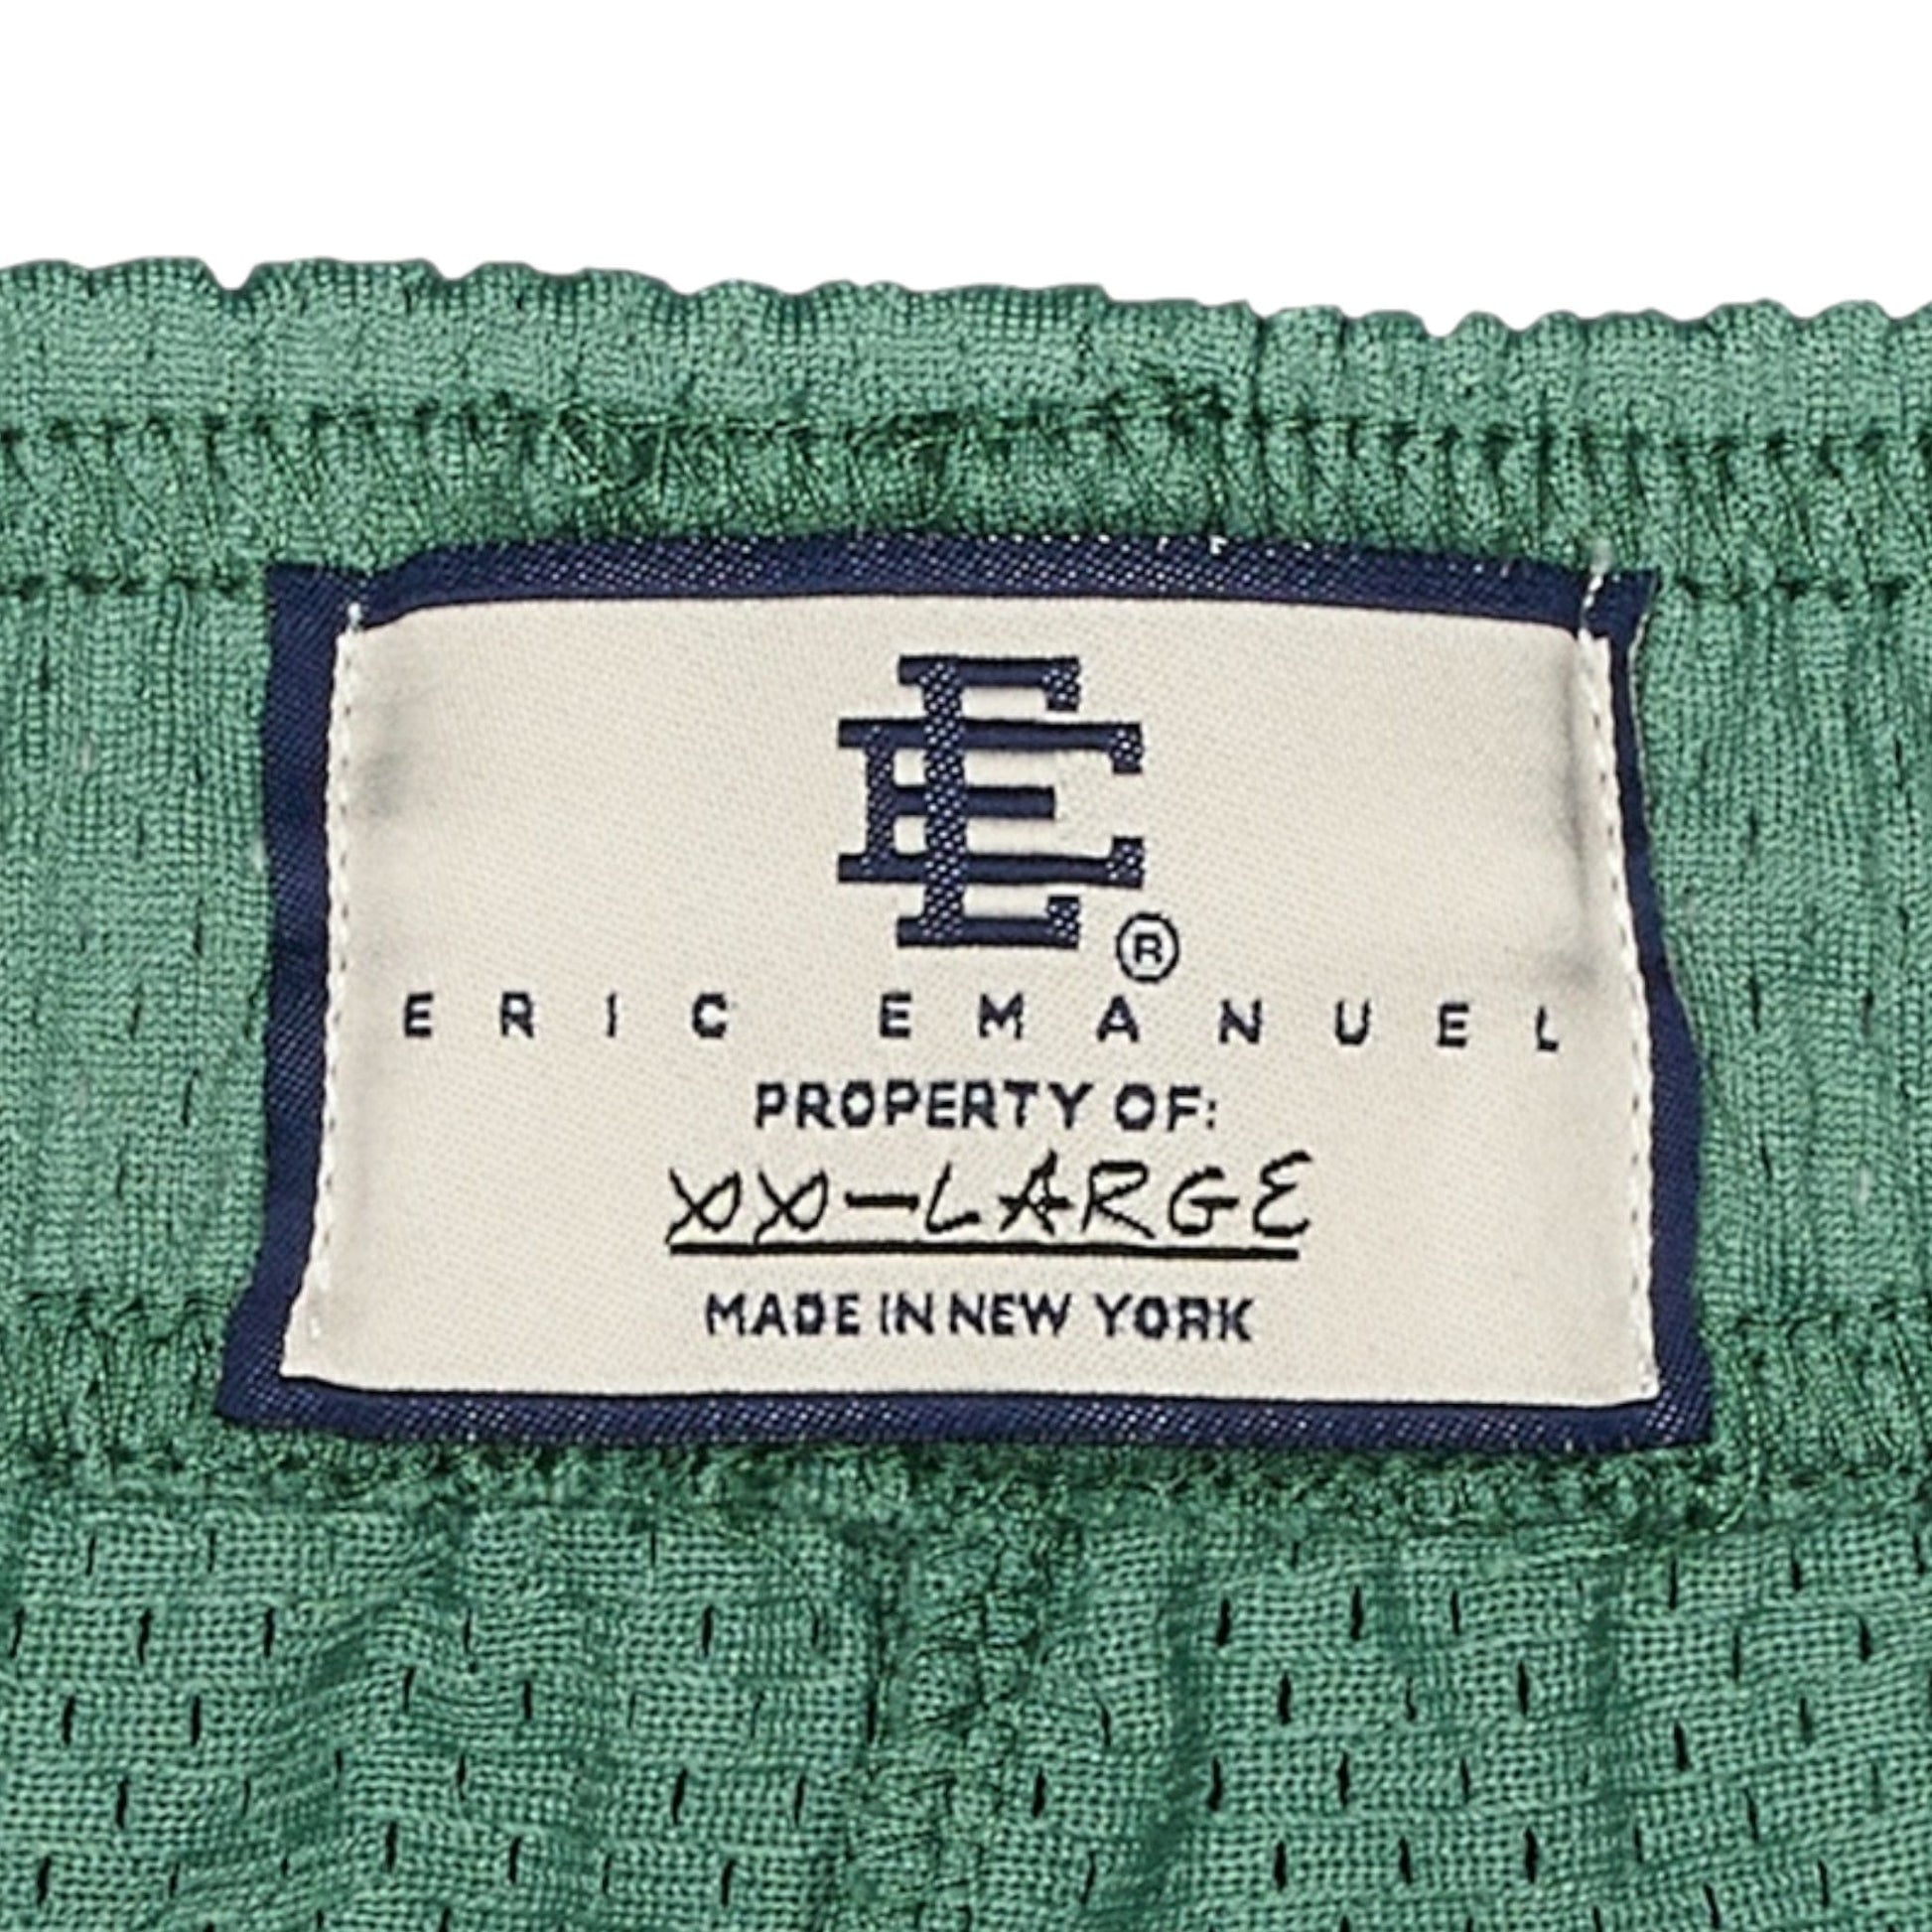 EE®
ERIC EMANUEL
PROPERTY OF:
XX-LARGE
MADE IN NEW YORK